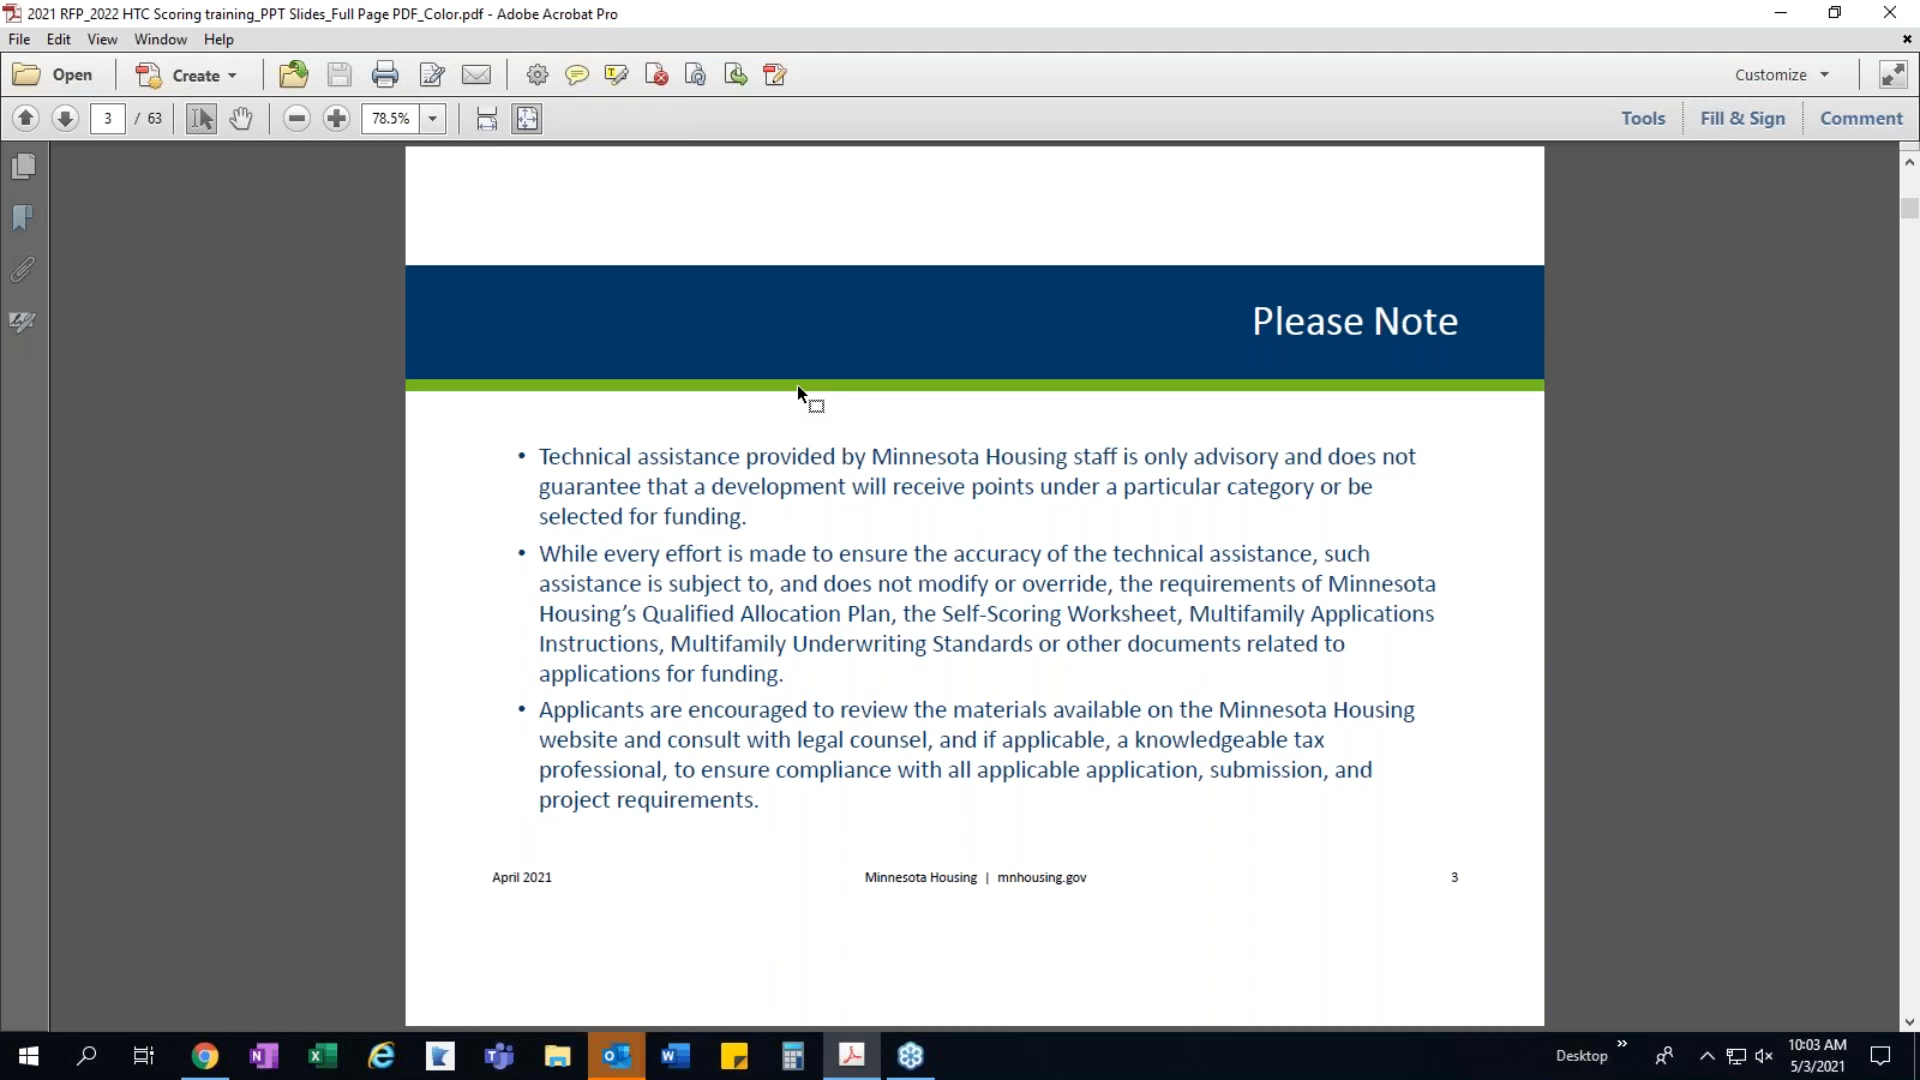 2021 RFP_2022 HTC Scoring training_PPT Slides_Full Page PDF_Color.pdf - Adobe Acrobat Pro
File Edit View Window Help
Open Create Customize
3 / 63 78.5% Tools Fill & Sign Comment
Please Note
• Technical assistance provided by Minnesota Housing staff is only advisory and does not
guarantee that a development will receive points under a particular category or be
selected for funding.
• While every effort is made to ensure the accuracy of the technical assistance, such
assistance is subject to, and does not modify or override, the requirements of Minnesota
Housing’s Qualified Allocation Plan, the Self-Scoring Worksheet, Multifamily Applications
Instructions, Multifamily Underwriting Standards or other documents related to
applications for funding.
• Applicants are encouraged to review the materials available on the Minnesota Housing
website and consult with legal counsel, and if applicable, a knowledgeable tax
professional, to ensure compliance with all applicable application, submission, and
project requirements.
April 2021 Minnesota Housing | mnhousing.gov 3
Desktop 10:03 AM
5/3/2021